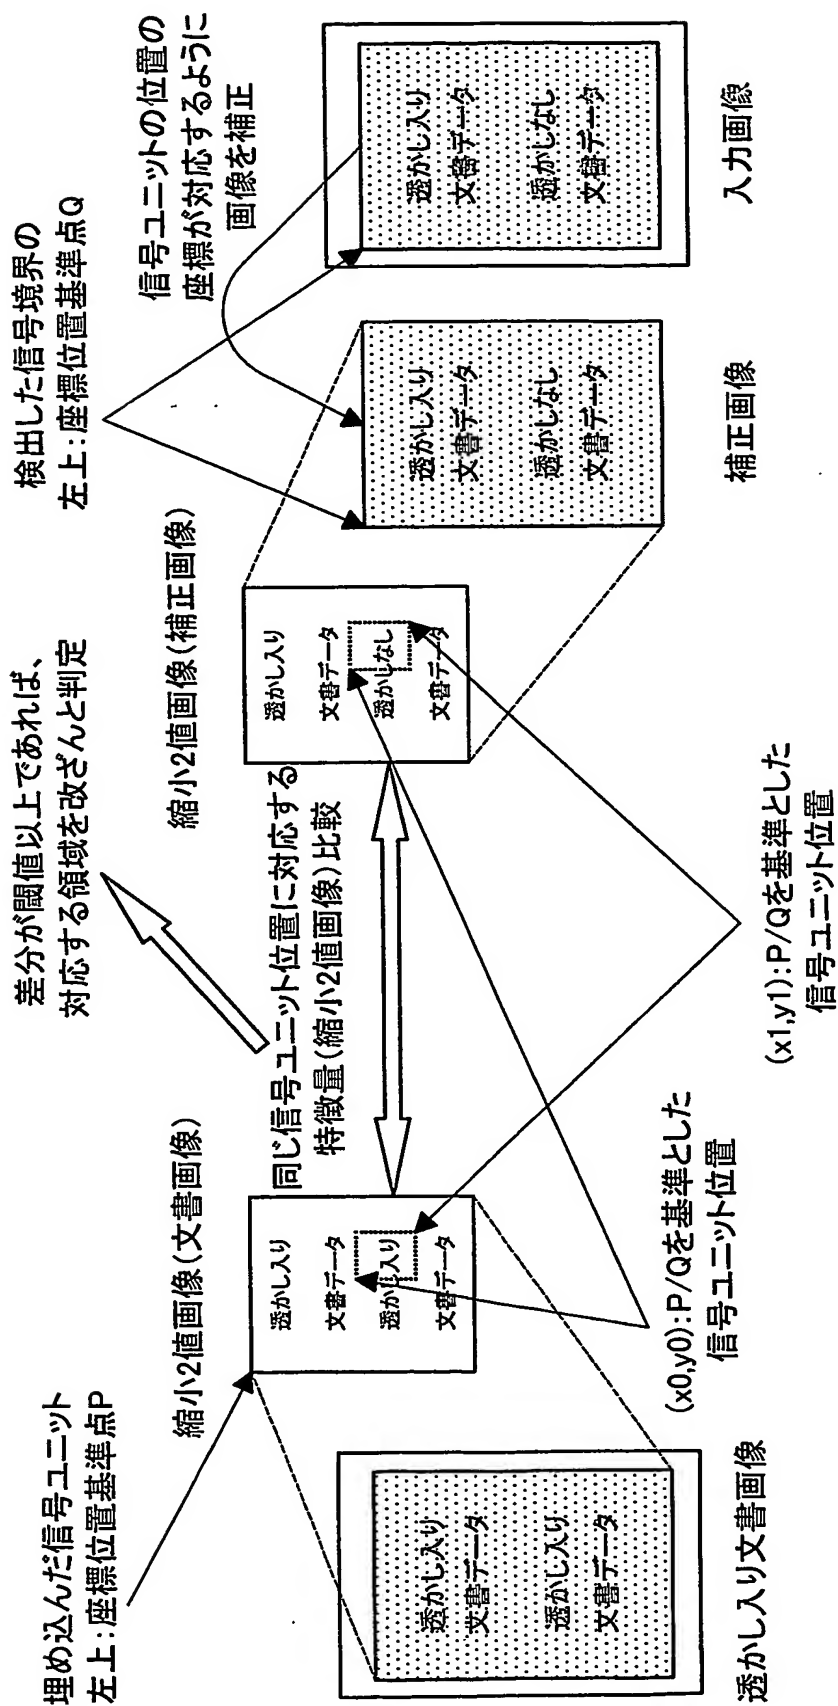 埋め込んだ信号ユニット
左上:座標位置基準点P
縮小2値画像(文書画像)
透かし入り
文書データ
透かし入り
文書データ
透かし入り
文書データ
透かし入り
文書データ
透かし入り文書画像
(x0,y0):P/Qを基準とした
信号ユニット位置
差分が閾値以上であれば、
対応する領域を改ざんと判定
同じ信号ユニット位置に対応する
特徴量(縮小2値画像)比較
縮小2値画像(補正画像)
透かし入り
文書データ
透かしなし
文書データ
(x1,y1):P/Qを基準とした
信号ユニット位置
検出した信号境界の
左上:座標位置基準点Q
透かし入り
文書データ
透かしなし
文書データ
補正画像
信号ユニットの位置の
座標が対応するように
画像を補正
透かし入り
文書データ
透かしなし
文書データ
入力画像